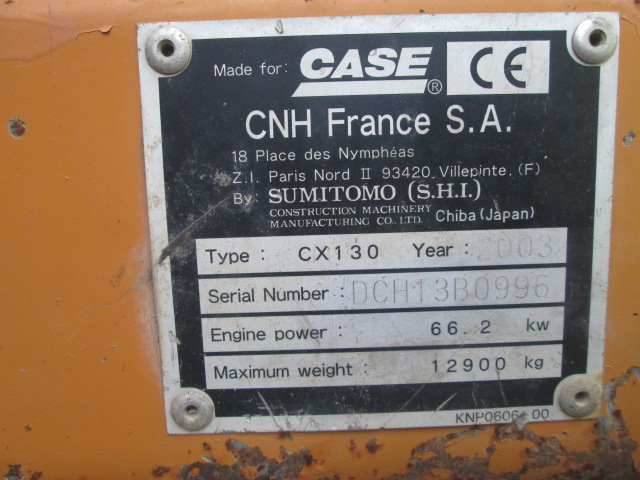 Made for: CASE ® CE
CNH France S.A.
18 Place des Nymphéas
Z.I. Paris Nord II 93420. Villepinte. (F)
By: SUMITOMO (S.H.I.)
CONSTRUCTION MACHINERY
MANUFACTURING CO., LTD. Chiba (Japan)
Type : CX130 Year : 2003
Serial Number : DCH13B0996
Engine power : 66.2 kw
Maximum weight : 12900 kg
KNP0606-00